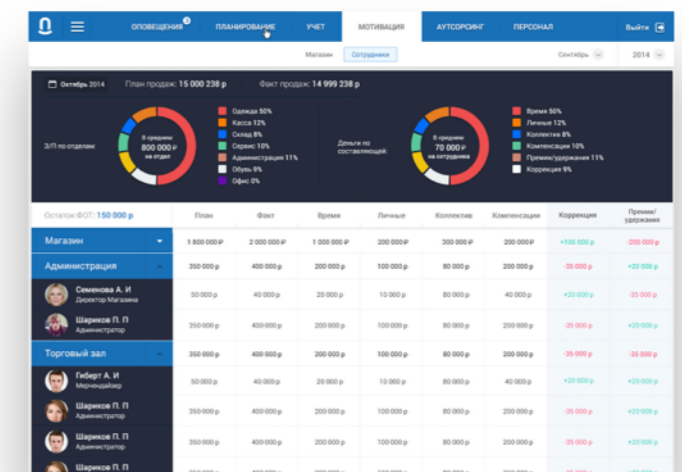 ОПОВЕЩЕНИЯ ПЛАНИРОВАНИЕ УЧЕТ МОТИВАЦИЯ АУТСОРСИНГ ПЕРСОНАЛ Выйти
Магазин Сотрудники Сентябрь 2014
Октябрь 2014 План продаж: 15 000 238 р Факт продаж: 14 999 238 р
З/П по отделам:
В среднем
800 000 ₽
на отдел
Одежда 50%
Касса 12%
Склад 8%
Сервис 10%
Администрация 11%
Обувь 9%
Офис 0%
Деньги по
составляющей:
В среднем
70 000 ₽
на сотрудника
Время 50%
Личные 12%
Коллектив 8%
Компенсации 10%
Премии/удержания 11%
Коррекция 9%
Остаток ФОТ: 150 000 р План Факт Время Личные Коллектив Компенсации Коррекция Премии/
удержания
Магазин 1 800 000 ₽ 2 000 000 ₽ 1 000 000 ₽ 200 000 ₽ 300 000 ₽ 200 000 ₽ +100 000 р -200 000 р
Администрация 350 000 р 400 000 р 200 000 р 100 000 р 80 000 р 200 000 р -35 000 р +20 000 р
Семенова А. И
Директор Магазина
50 000 р 40 000 р 20 000 р 10 000 р 80 000 р 40 000 р +20 000 р -35 000 р
Шариков П. П
Администратор
350 000 р 400 000 р 200 000 р 100 000 р 80 000 р 200 000 р -35 000 р +20 000 р
Торговый зал 350 000 р 400 000 р 200 000 р 100 000 р 80 000 р 200 000 р -35 000 р -35 000 р
Гиберт А. И
Мерчендайзер
50 000 р 40 000 р 20 000 р 10 000 р 80 000 р 40 000 р +20 000 р +20 000 р
Шариков П. П
Администратор
350 000 р 400 000 р 200 000 р 100 000 р 80 000 р 200 000 р -35 000 р +20 000 р
Шариков П. П
Администратор
350 000 р 400 000 р 200 000 р 100 000 р 80 000 р 200 000 р -35 000 р +20 000 р
Шариков П. П